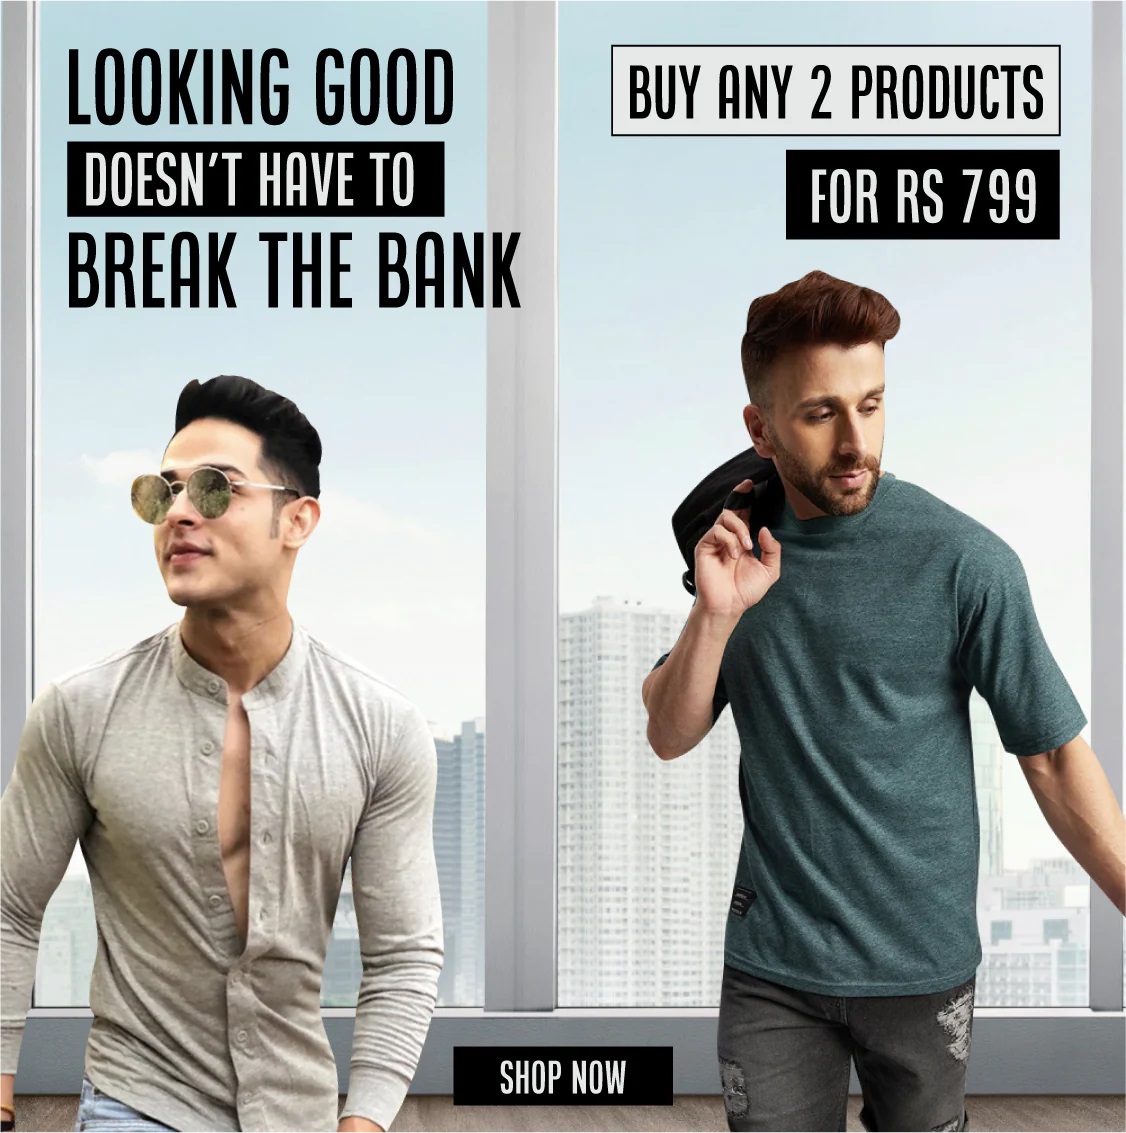 LOOKING GOOD
DOESN'T HAVE TO
BREAK THE BANK
BUY ANY 2 PRODUCTS
FOR RS 799
SHOP NOW